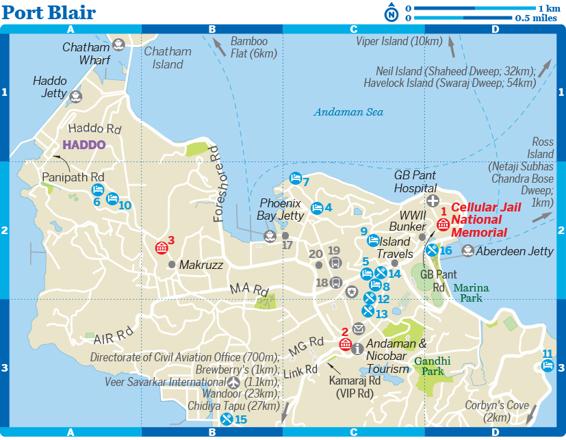 Port Blair
N
0 1 km
0 0.5 miles
A B C D
1
2
3
Chatham
Wharf
Chatham
Island
Bamboo
Flat (6km)
Viper Island (10km)
Neil Island (Shaheed Dweep; 32km);
Havelock Island (Swaraj Dweep; 54km)
Haddo
Jetty
Andaman Sea
Haddo Rd
HADDO
Ross
Island
(Netaji Subhas
Chandra Bose
Dweep;
1km)
Foreshore Rd
Panipath Rd
6
10
7
GB Pant
Hospital
Phoenix
Bay Jetty
4
WWII
Bunker
1
Cellular Jail
National
Memorial
3
17
9
Island
Travels
16
Aberdeen Jetty
Makruzz
20
19
5
14
GB Pant
Rd
18
8
Marina
Park
MA Rd
12
13
AIR Rd
MG Rd
2
Andaman &
Nicobar
Tourism
Directorate of Civil Aviation Office (700m),
Brewberry's (1km)
Veer Savarkar International
(1.1km),
Wandoor (23km),
Chidiya Tapu (27km)
Link Rd
Kamaraj Rd
(VIP Rd)
Gandhi
Park
11
Corbyn's Cove
(2km)
15
1
2
3
A B C D